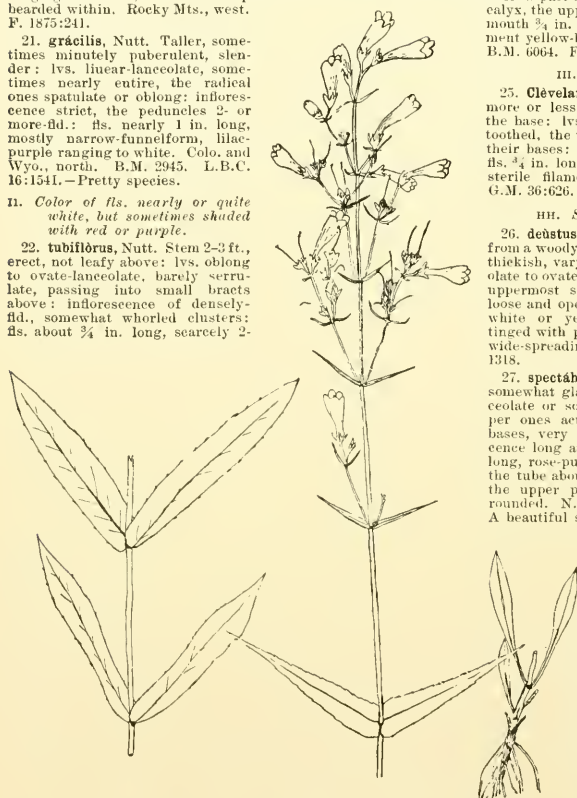 bearded within. Rocky Mts., west.
F. 1875:241.
21. grácilis, Nutt. Taller, some-
times minutely puberulent, slen-
der: lvs. linear-lanceolate, some-
times nearly entire, the radical
ones spatulate or oblong: inflores-
cence strict, the peduncles 2- or
more-fld.: fls. nearly 1 in. long,
mostly narrow-funnelform, lilac-
purple ranging to white. Colo. and
Wyo., north. B.M. 2945. L.B.C.
16:1541.—Pretty species.
II. Color of fls. nearly or quite
white, but sometimes shaded
with red or purple.
22. tubiflòrus, Nutt. Stem 2–3 ft.,
erect, not leafy above: lvs. oblong
to ovate-lanceolate, barely serru-
late, passing into small bracts
above: inflorescence of densely-
fld., somewhat whorled clusters:
fls. about ¾ in. long, scarcely 2-
calyx, the upp
mouth ¾ in.
ment yellow-b
B.M. 6064. F
III.
25. Clèvela
more or less
the base: lvs
toothed, the
their bases:
fls. ¾ in. lon
sterile filam
G.M. 36:626.
HH. S
26. deùstus
from a woody
thickish, vary
olate to ovate
uppermost s
loose and ope
white or ye
tinged with p
wide-spreadin
1318.
27. spectáb
somewhat gla
ceolate or so
per ones acu
bases, very
cence long a
long, rose-pu
the tube abou
the upper p
rounded. N.
A beautiful s